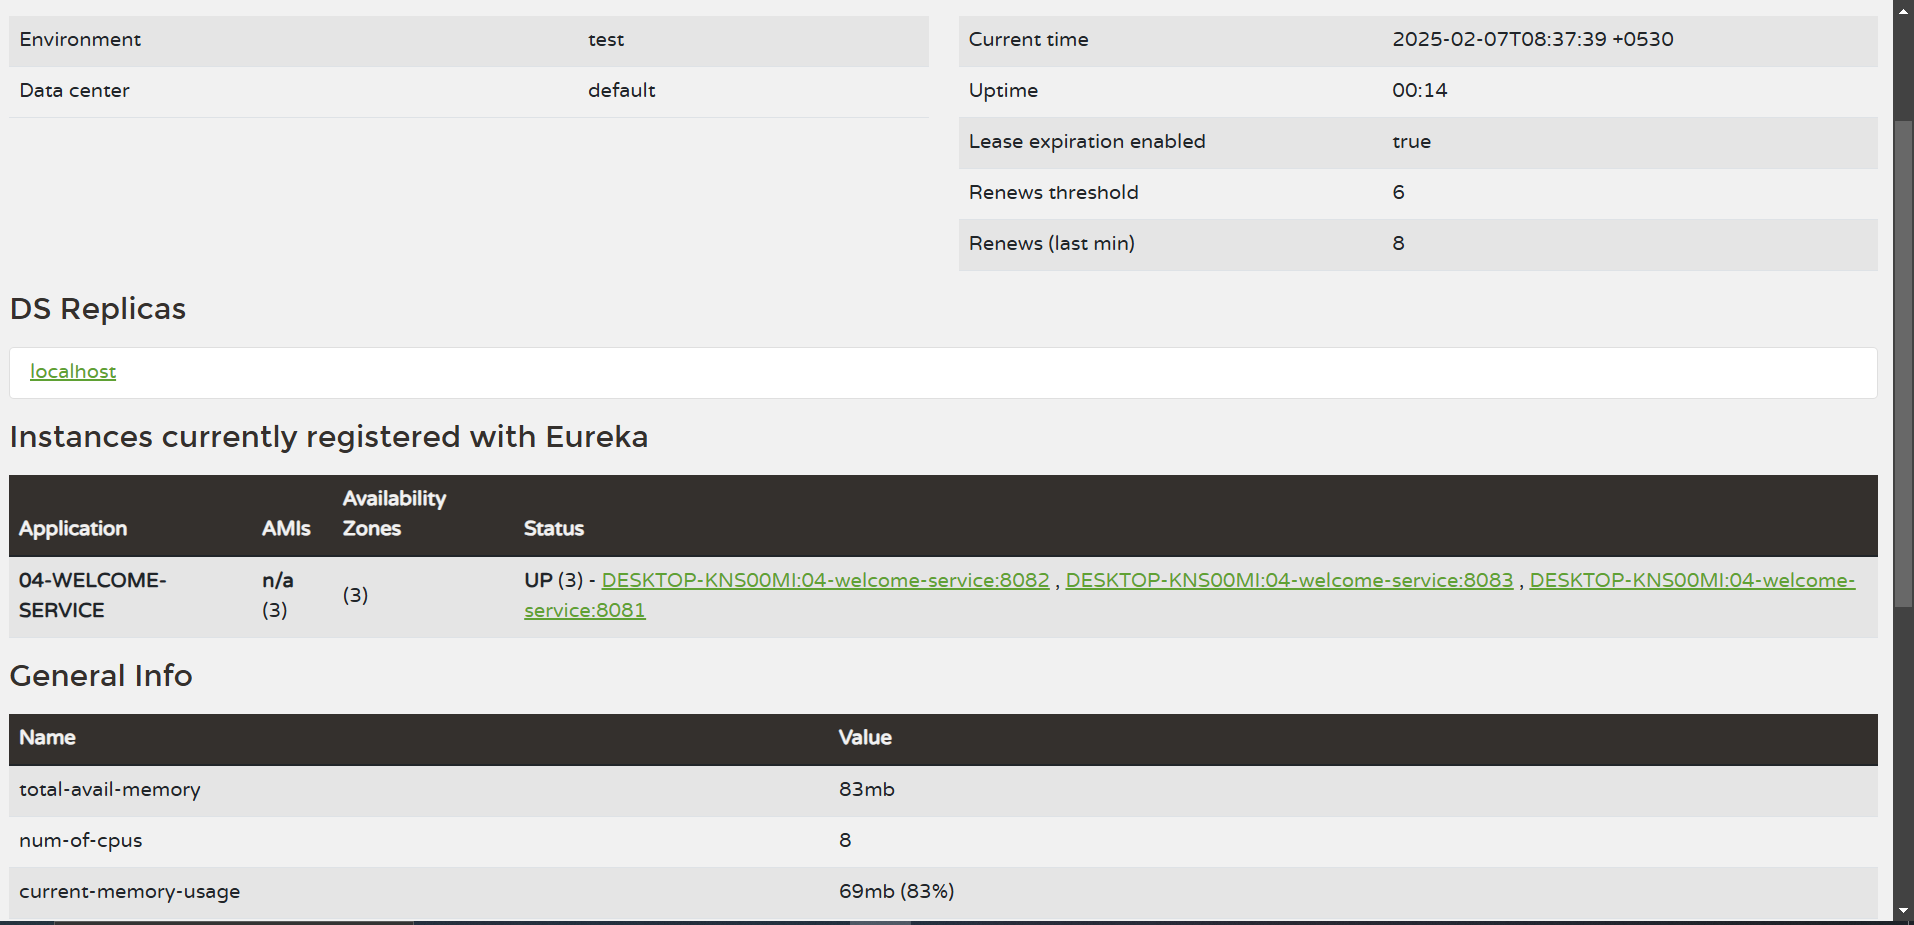 Environment test
Data center default
Current time 2025-02-07T08:37:39 +0530
Uptime 00:14
Lease expiration enabled true
Renews threshold 6
Renews (last min) 8
DS Replicas
localhost
Instances currently registered with Eureka
Application AMIs Availability Zones Status
04-WELCOME-SERVICE n/a (3) (3) UP (3) - DESKTOP-KNS00MI:04-welcome-service:8082 , DESKTOP-KNS00MI:04-welcome-service:8083 , DESKTOP-KNS00MI:04-welcome-service:8081
General Info
Name Value
total-avail-memory 83mb
num-of-cpus 8
current-memory-usage 69mb (83%)